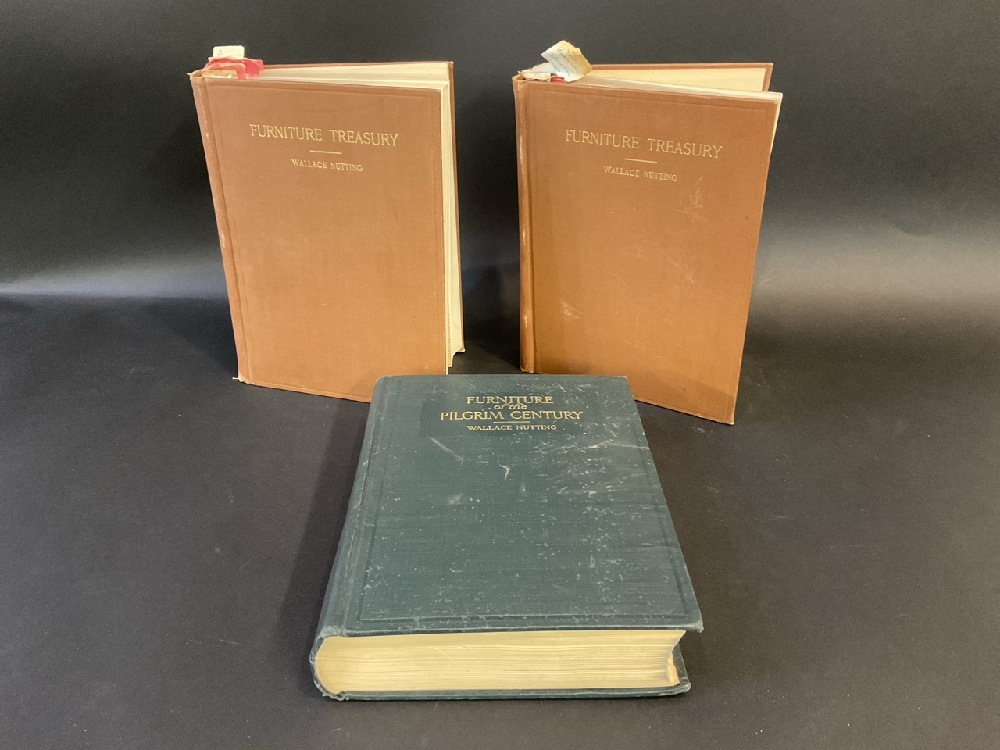 FURNITURE TREASURY
WALLACE NUTTING
FURNITURE TREASURY
WALLACE NUTTING
FURNITURE
of the
PILGRIM CENTURY
WALLACE NUTTING